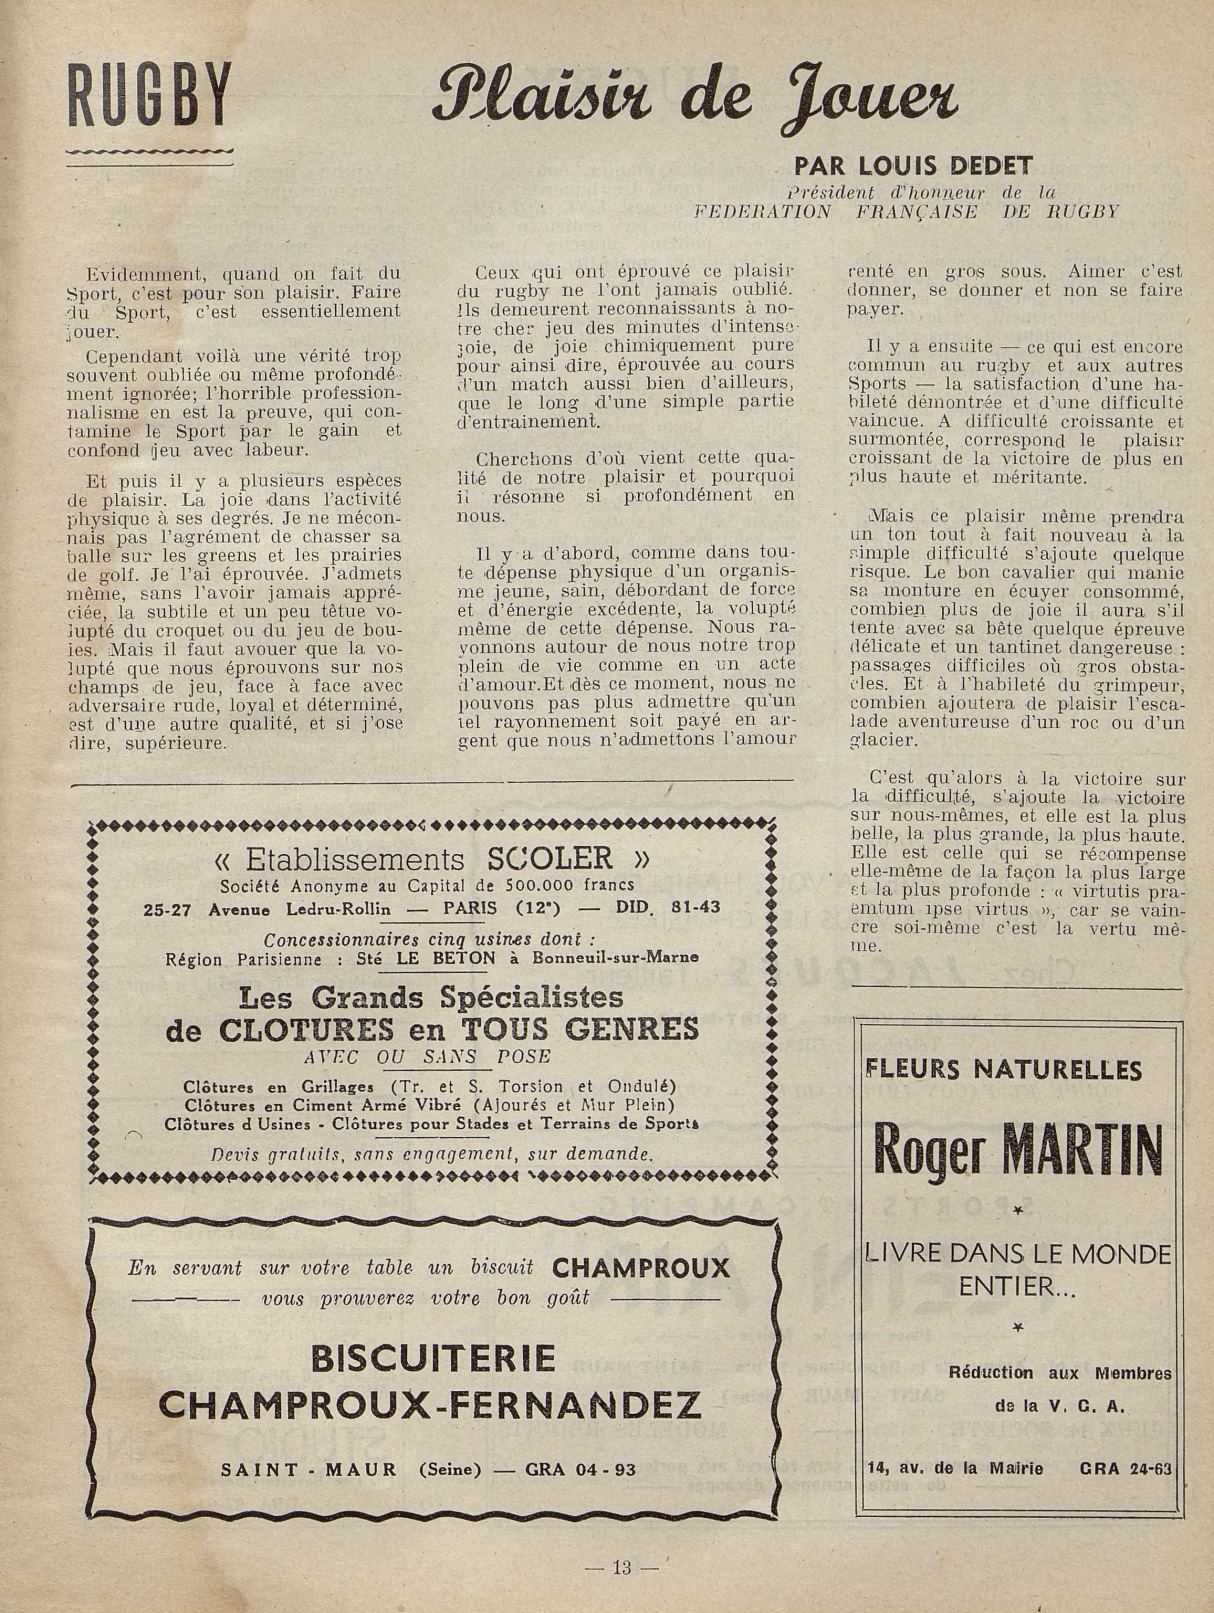 RUGBY
Plaisir de Jouer
PAR LOUIS DEDET
Président d'honneur de la
FEDERATION FRANÇAISE DE RUGBY
Evidemment, quand on fait du
Sport, c'est pour son plaisir. Faire
du Sport, c'est essentiellement
jouer.
Cependant voilà une vérité trop
souvent oubliée ou même profondé-
ment ignorée; l'horrible profession-
nalisme en est la preuve, qui con-
tamine le Sport par le gain et
confond jeu avec labeur.
Et puis il y a plusieurs espèces
de plaisir. La joie dans l'activité
physique à ses degrés. Je ne mécon-
nais pas l'agrément de chasser sa
balle sur les greens et les prairies
de golf. Je l'ai éprouvée. J'admets
même, sans l'avoir jamais appré-
ciée, la subtile et un peu têtue vo-
lupté du croquet ou du jeu de bou-
les. Mais il faut avouer que la vo-
lupté que nous éprouvons sur nos
champs de jeu, face à face avec
adversaire rude, loyal et déterminé,
est d'une autre qualité, et si j'ose
dire, supérieure.
Ceux qui ont éprouvé ce plaisir
du rugby ne l'ont jamais oublié.
Ils demeurent reconnaissants à no-
tre cher jeu des minutes d'intense
joie, de joie chimiquement pure
pour ainsi dire, éprouvée au cours
d'un match aussi bien d'ailleurs,
que le long d'une simple partie
d'entrainement.
Cherchons d'où vient cette qua-
lité de notre plaisir et pourquoi
il résonne si profondément en
nous.
Il y a d'abord, comme dans tou-
te dépense physique d'un organis-
me jeune, sain, débordant de force
et d'énergie excédente, la volupté
même de cette dépense. Nous ra-
yonnons autour de nous notre trop
plein de vie comme en un acte
d'amour.Et dès ce moment, nous ne
pouvons pas plus admettre qu'un
tel rayonnement soit payé en ar-
gent que nous n'admettons l'amour
renté en gros sous. Aimer c'est
donner, se donner et non se faire
payer.
Il y a ensuite — ce qui est encore
commun au rugby et aux autres
Sports — la satisfaction d'une ha-
bileté démontrée et d'une difficulté
vaincue. A difficulté croissante et
surmontée, correspond le plaisir
croissant de la victoire de plus en
plus haute et méritante.
Mais ce plaisir même prendra
un ton tout à fait nouveau à la
simple difficulté s'ajoute quelque
risque. Le bon cavalier qui manie
sa monture en écuyer consommé,
combien plus de joie il aura s'il
tente avec sa bête quelque épreuve
délicate et un tantinet dangereuse :
passages difficiles où gros obsta-
cles. Et à l'habileté du grimpeur,
combien ajoutera de plaisir l'esca-
lade aventureuse d'un roc ou d'un
glacier.
C'est qu'alors à la victoire sur
la difficulté, s'ajoute la victoire
sur nous-mêmes, et elle est la plus
belle, la plus grande, la plus haute.
Elle est celle qui se récompense
elle-même de la façon la plus large
et la plus profonde : « virtutis pra-
emtum ipse virtus », car se vain-
cre soi-même c'est la vertu mê-
me.
« Etablissements SCOLER »
Société Anonyme au Capital de 500.000 francs
25-27 Avenue Ledru-Rollin — PARIS (12°) — DID. 81-43
Concessionnaires cinq usines dont :
Région Parisienne : Sté LE BETON à Bonneuil-sur-Marne
Les Grands Spécialistes
de CLOTURES en TOUS GENRES
AVEC OU SANS POSE
Clôtures en Grillages (Tr. et S. Torsion et Ondulé)
Clôtures en Ciment Armé Vibré (Ajourés et Mur Plein)
Clôtures d Usines - Clôtures pour Stades et Terrains de Sports
Devis gratuits, sans engagement, sur demande.
En servant sur votre table un biscuit CHAMPROUX
vous prouverez votre bon goût
BISCUITERIE
CHAMPROUX-FERNANDEZ
SAINT - MAUR (Seine) — GRA 04 - 93
FLEURS NATURELLES
Roger MARTIN
LIVRE DANS LE MONDE
ENTIER...
Réduction aux Membres
de la V. G. A.
14, av. de la Mairie GRA 24-63
— 13 —